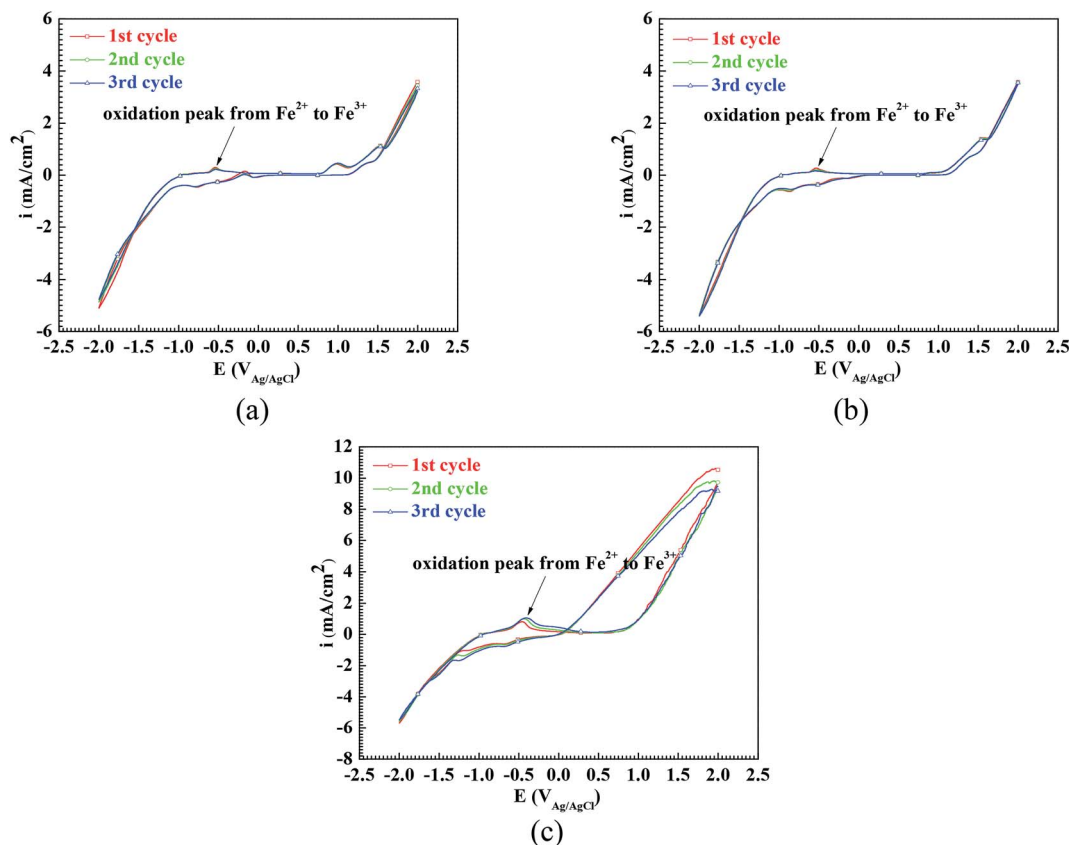 6
4
2
0
-2
-4
-6
i (mA/cm²)
1st cycle
2nd cycle
3rd cycle
oxidation peak from Fe²⁺ to Fe³⁺
-2.5 -2.0 -1.5 -1.0 -0.5 0.0 0.5 1.0 1.5 2.0 2.5
E (V_Ag/AgCl)
(a)
6
4
2
0
-2
-4
-6
i (mA/cm²)
1st cycle
2nd cycle
3rd cycle
oxidation peak from Fe²⁺ to Fe³⁺
-2.5 -2.0 -1.5 -1.0 -0.5 0.0 0.5 1.0 1.5 2.0 2.5
E (V_Ag/AgCl)
(b)
12
10
8
6
4
2
0
-2
-4
-6
-8
i (mA/cm²)
1st cycle
2nd cycle
3rd cycle
oxidation peak from Fe²⁺ to Fe³⁺
-2.5 -2.0 -1.5 -1.0 -0.5 0.0 0.5 1.0 1.5 2.0 2.5
E (V_Ag/AgCl)
(c)